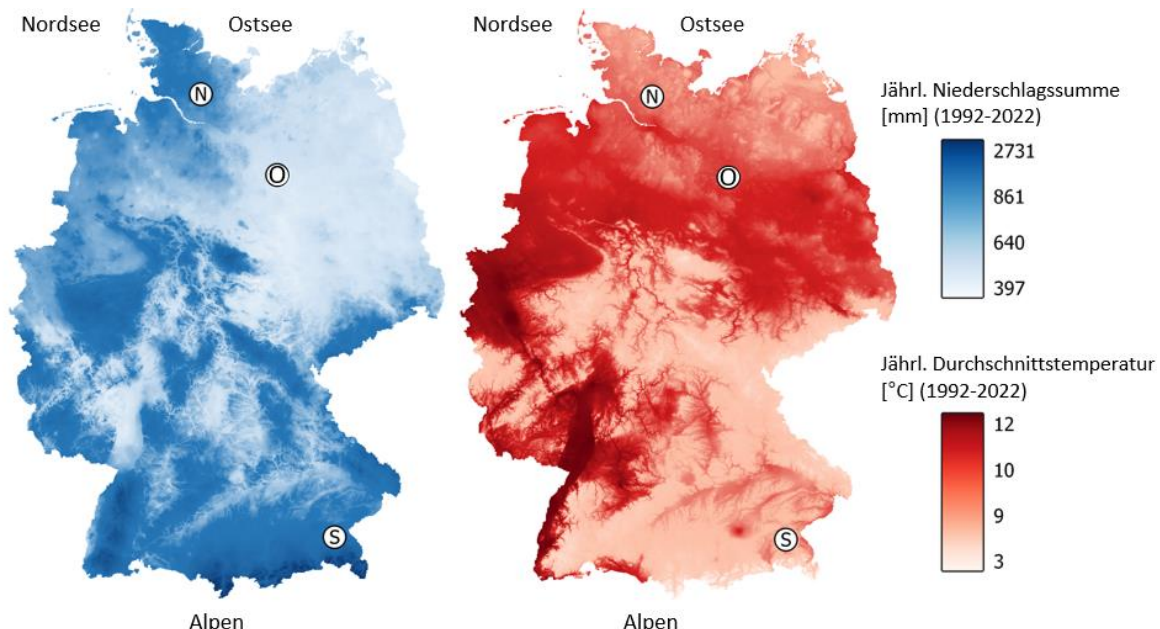 Nordsee Ostsee
N
O
S
Alpen
Nordsee Ostsee
N
O
S
Alpen
Jährl. Niederschlagssumme
[mm] (1992-2022)
2731
861
640
397
Jährl. Durchschnittstemperatur
[°C] (1992-2022)
12
10
9
3